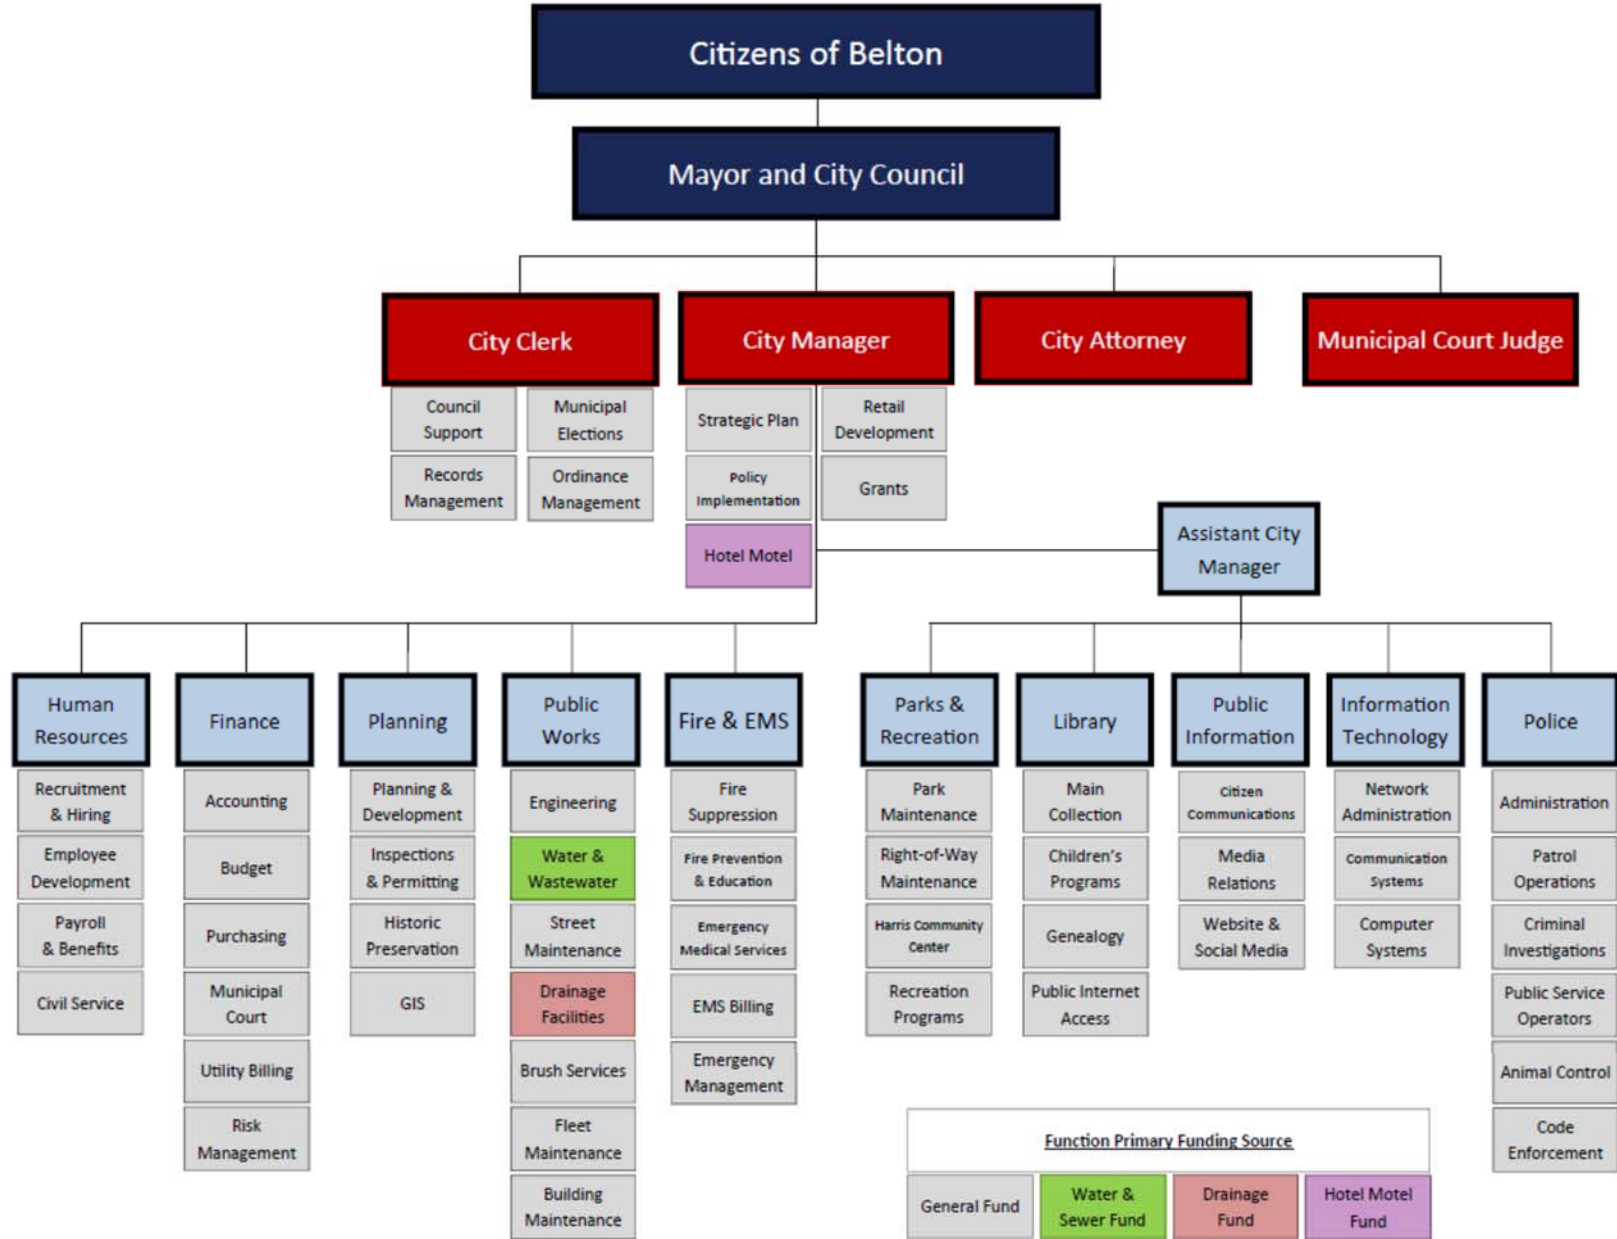 Citizens of Belton
Mayor and City Council
City Clerk
City Manager
City Attorney
Municipal Court Judge
Council
Support
Municipal
Elections
Records
Management
Ordinance
Management
Strategic Plan
Retail
Development
Policy
Implementation
Grants
Hotel Motel
Assistant City
Manager
Human
Resources
Recruitment
& Hiring
Employee
Development
Payroll
& Benefits
Civil Service
Finance
Accounting
Budget
Purchasing
Municipal
Court
Utility Billing
Risk
Management
Planning
Planning &
Development
Inspections
& Permitting
Historic
Preservation
GIS
Public
Works
Engineering
Water &
Wastewater
Street
Maintenance
Drainage
Facilities
Brush Services
Fleet
Maintenance
Building
Maintenance
Fire & EMS
Fire
Suppression
Fire Prevention
& Education
Emergency
Medical Services
EMS Billing
Emergency
Management
Parks &
Recreation
Park
Maintenance
Right-of-Way
Maintenance
Harris Community
Center
Recreation
Programs
Library
Main
Collection
Children's
Programs
Genealogy
Public Internet
Access
Public
Information
Citizen
Communications
Media
Relations
Website &
Social Media
Information
Technology
Network
Administration
Communication
Systems
Computer
Systems
Police
Administration
Patrol
Operations
Criminal
Investigations
Public Service
Operators
Animal Control
Code
Enforcement
Function Primary Funding Source
General Fund
Water &
Sewer Fund
Drainage
Fund
Hotel Motel
Fund